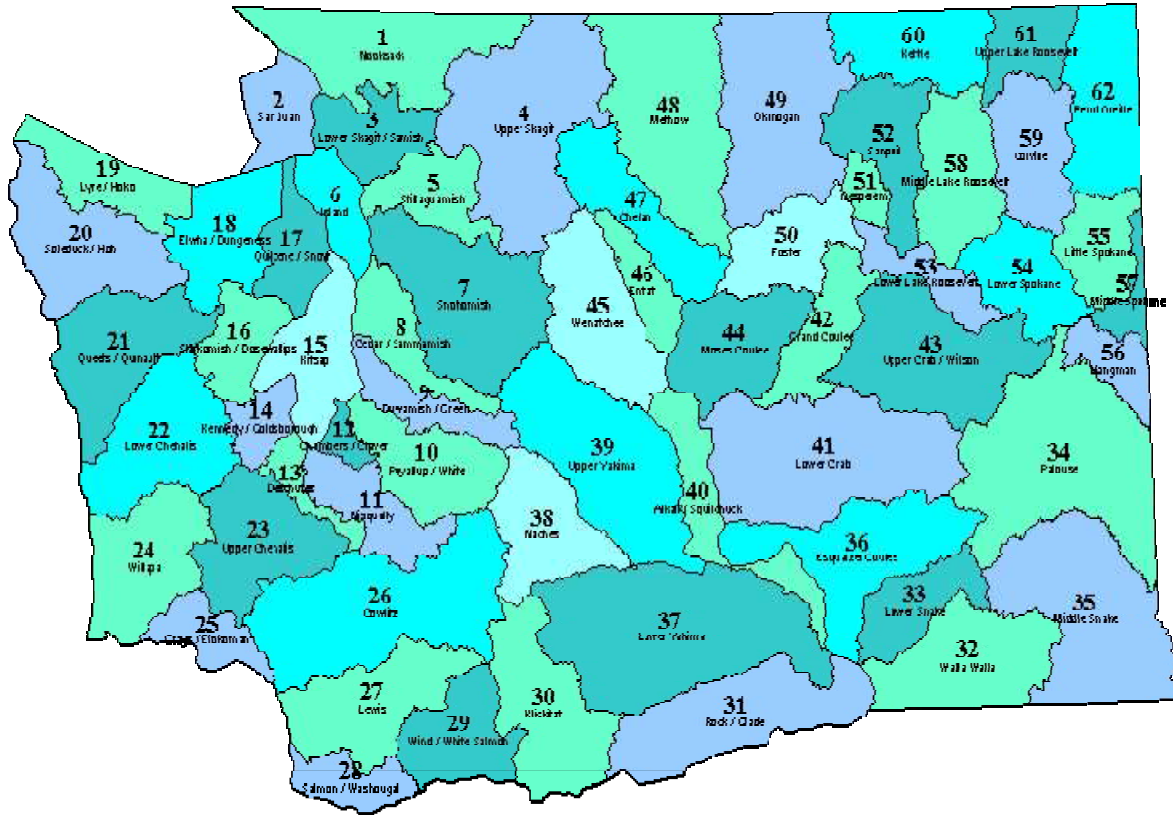 1
Nooksack
2
San Juan
3
Lower Skagit / Samish
4
Upper Skagit
5
Stillaguamish
6
Island
7
Snohomish
8
Cedar / Sammamish
9
Duwamish / Green
10
Puyallup / White
11
Nisqually
12
Chambers / Clover
13
Deschutes
14
Kennedy / Goldsborough
15
Kitsap
16
Skokomish / Dosewallips
17
Quilcene / Snow
18
Elwha / Dungeness
19
Lyre / Hoko
20
Soleduck / Hoh
21
Queets / Quinault
22
Lower Chehalis
23
Upper Chehalis
24
Willapa
25
Grays / Elokoman
26
Cowlitz
27
Lewis
28
Salmon / Washougal
29
Wind / White Salmon
30
Klickitat
31
Rock / Glade
32
Walla Walla
33
Lower Snake
34
Palouse
35
Middle Snake
36
Esquatzel Coulee
37
Lower Yakima
38
Naches
39
Upper Yakima
40
Alkali / Squilchuck
41
Lower Crab
42
Grand Coulee
43
Upper Crab / Wilson
44
Moses Coulee
45
Wenatchee
46
Entiat
47
Chelan
48
Methow
49
Okanogan
50
Foster
51
Nespelem
52
Sanpoil
53
Lower Lake Roosevelt
54
Lower Spokane
55
Little Spokane
56
Hangman
57
Middle Spokane
58
Middle Lake Roosevelt
59
Colville
60
Kettle
61
Upper Lake Roosevelt
62
Pend Oreille